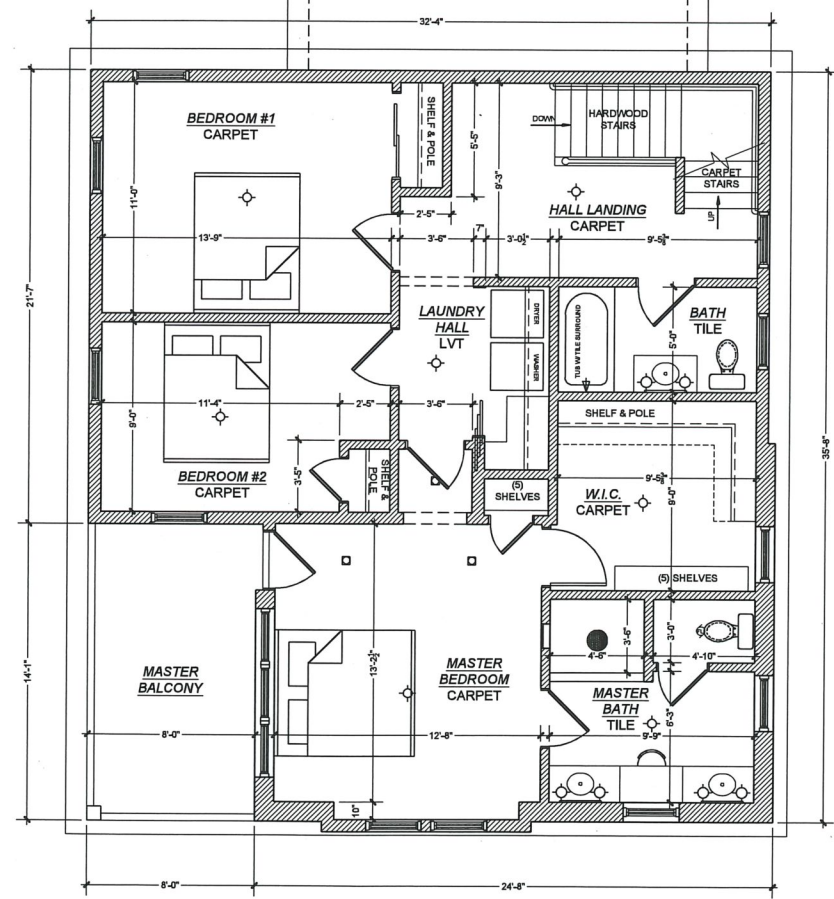 32'-4"
BEDROOM #1
CARPET
SHELF & POLE
5'-5"
9'-3"
DOWN
HARDWOOD
STAIRS
CARPET
STAIRS
UP
11'-0"
2'-5"
HALL LANDING
CARPET
13'-9"
3'-6"
7"
3'-0½"
9'-5⅜"
21'-7"
LAUNDRY
HALL
LVT
DRYER
WASHER
TUB W/TILE SURROUND
BATH
TILE
5'-0"
35'-8"
11'-4"
2'-5"
3'-6"
9'-0"
SHELF & POLE
3'-5"
BEDROOM #2
CARPET
SHELF &
POLE
(5)
SHELVES
9'-5⅜"
W.I.C.
CARPET
9'-0"
(5) SHELVES
14'-1"
MASTER
BALCONY
13'-2½"
MASTER
BEDROOM
CARPET
3'-6"
3'-0"
4'-6"
4'-10"
MASTER
BATH
TILE
6'-3"
8'-0"
12'-8"
9'-9"
10"
8'-0"
24'-8"